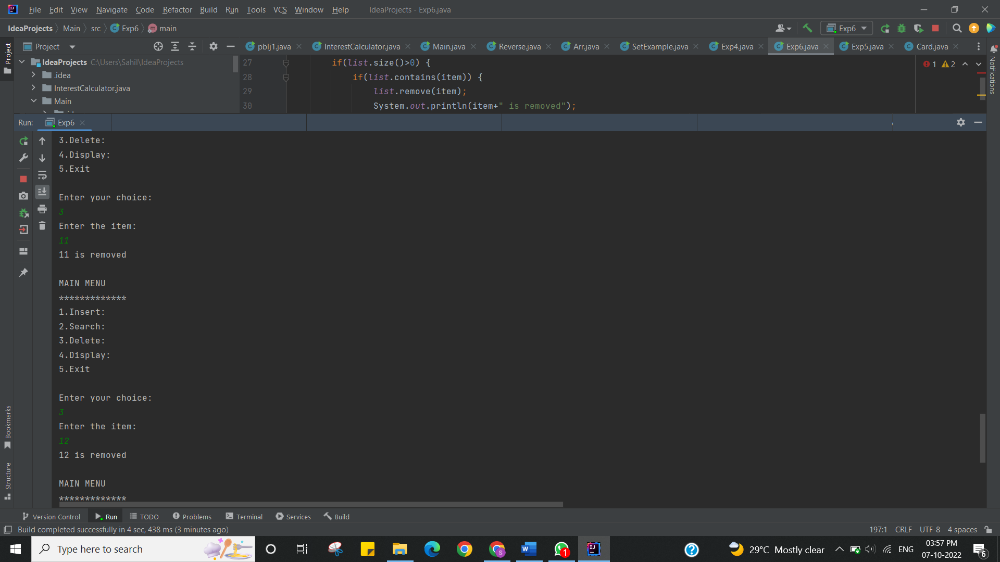 File Edit View Navigate Code Refactor Build Run Tools VCS Window Help IdeaProjects - Exp6.java
IdeaProjects Main src Exp6 main Exp6
Project pblJ1.java InterestCalculator.java Main.java Reverse.java Arr.java SetExample.java Exp4.java Exp6.java Exp5.java Card.java
Project
Notifications
IdeaProjects C:\Users\Sahil\IdeaProjects
.idea
InterestCalculator.java
Main
27 if(list.size()>0) {
28 if(list.contains(item)) {
29 list.remove(item);
30 System.out.println(item+" is removed");
1 2
Run: Exp6
3.Delete:
4.Display:
5.Exit
Enter your choice:
3
Enter the item:
11
11 is removed
MAIN MENU
*************
1.Insert:
2.Search:
3.Delete:
4.Display:
5.Exit
Enter your choice:
3
Enter the item:
12
12 is removed
MAIN MENU
*************
Bookmarks
Structure
Version Control Run TODO Problems Terminal Services Build
Build completed successfully in 4 sec, 438 ms (3 minutes ago) 197:1 CRLF UTF-8 4 spaces
Type here to search 1 29°C Mostly clear ENG 03:57 PM
07-10-2022 6